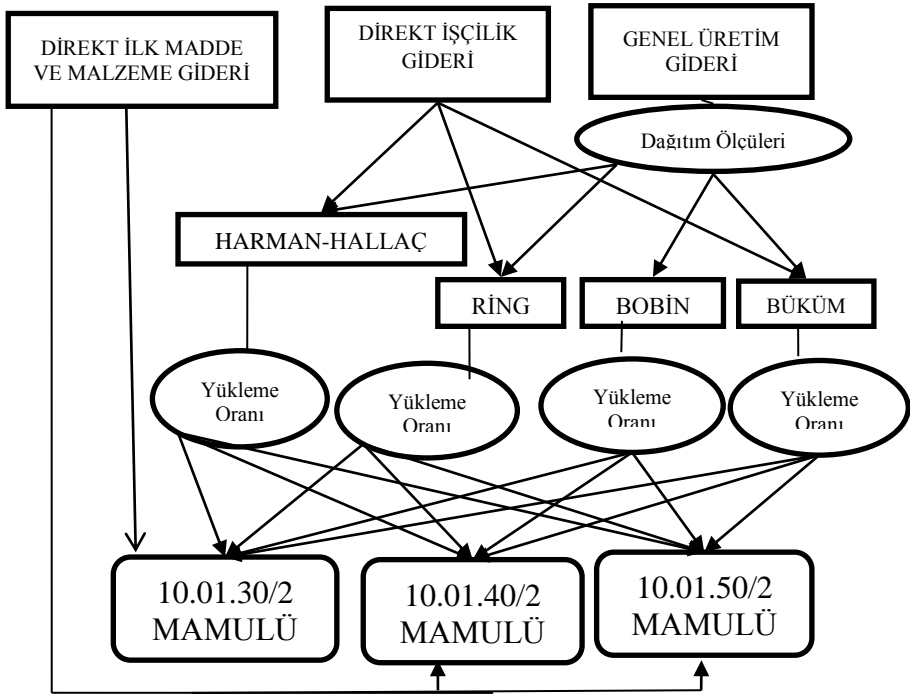 DİREKT İLK MADDE
VE MALZEME GİDERİ
DİREKT İŞÇİLİK
GİDERİ
GENEL ÜRETİM
GİDERİ
Dağıtım Ölçüleri
HARMAN-HALLAÇ
RİNG
BOBİN
BÜKÜM
Yükleme
Oranı
Yükleme
Oranı
Yükleme
Oranı
Yükleme
Oranı
10.01.30/2
MAMULÜ
10.01.40/2
MAMULÜ
10.01.50/2
MAMULÜ